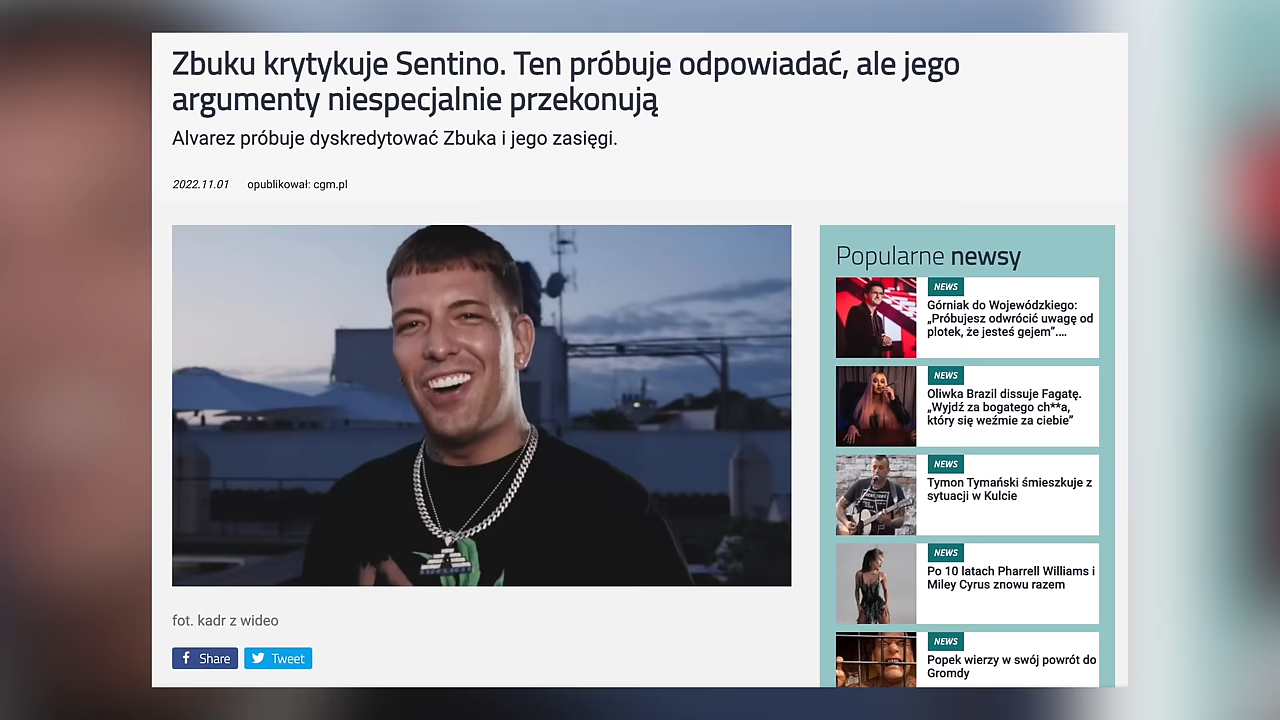 Zbuku krytykuje Sentino. Ten próbuje odpowiadać, ale jego
argumenty niespecjalnie przekonują
Alvarez próbuje dyskredytować Zbuka i jego zasięgi.
2022.11.01 opublikował: cgm.pl
fot. kadr z wideo
Share Tweet
Popularne newsy
NEWS
Górniak do Wojewódzkiego:
„Próbujesz odwrócić uwagę od
plotek, że jesteś gejem”....
NEWS
Oliwka Brazil dissuje Fagatę.
„Wyjdź za bogatego ch**a,
który się weźmie za ciebie”
NEWS
Tymon Tymański śmieszkuje z
sytuacji w Kulcie
NEWS
Po 10 latach Pharrell Williams i
Miley Cyrus znowu razem
NEWS
Popek wierzy w swój powrót do
Gromdy